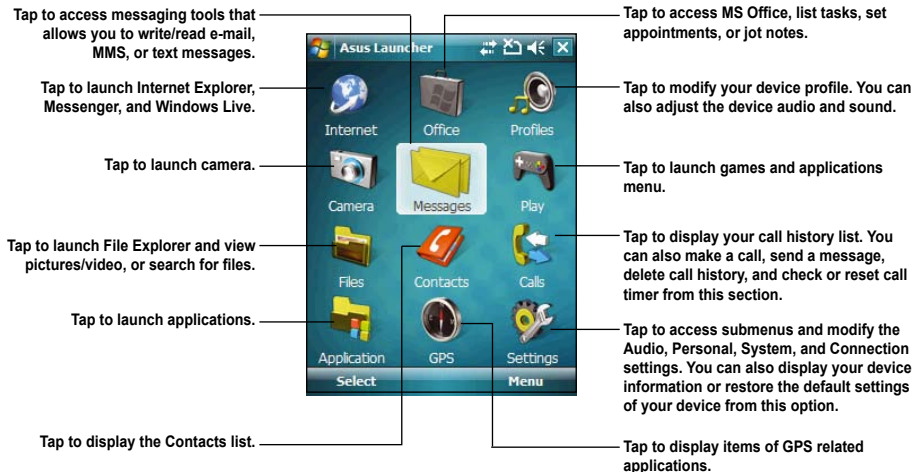 Tap to access messaging tools that
allows you to write/read e-mail,
MMS, or text messages.
Tap to launch Internet Explorer,
Messenger, and Windows Live.
Tap to launch camera.
Tap to launch File Explorer and view
pictures/video, or search for files.
Tap to launch applications.
Tap to display the Contacts list.
Asus Launcher
Internet
Office
Profiles
Camera
Messages
Play
Files
Contacts
Calls
Application
GPS
Settings
Select
Menu
Tap to access MS Office, list tasks, set
appointments, or jot notes.
Tap to modify your device profile. You can
also adjust the device audio and sound.
Tap to launch games and applications
menu.
Tap to display your call history list. You
can also make a call, send a message,
delete call history, and check or reset call
timer from this section.
Tap to access submenus and modify the
Audio, Personal, System, and Connection
settings. You can also display your device
information or restore the default settings
of your device from this option.
Tap to display items of GPS related
applications.